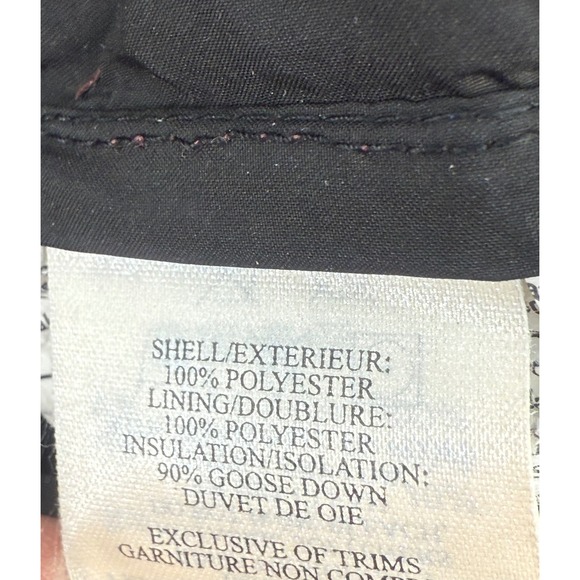 SHELL/EXTERIEUR:
100% POLYESTER
LINING/DOUBLURE:
100% POLYESTER
INSULATION/ISOLATION:
90% GOOSE DOWN
DUVET DE OIE
EXCLUSIVE OF TRIMS
GARNITURE NON